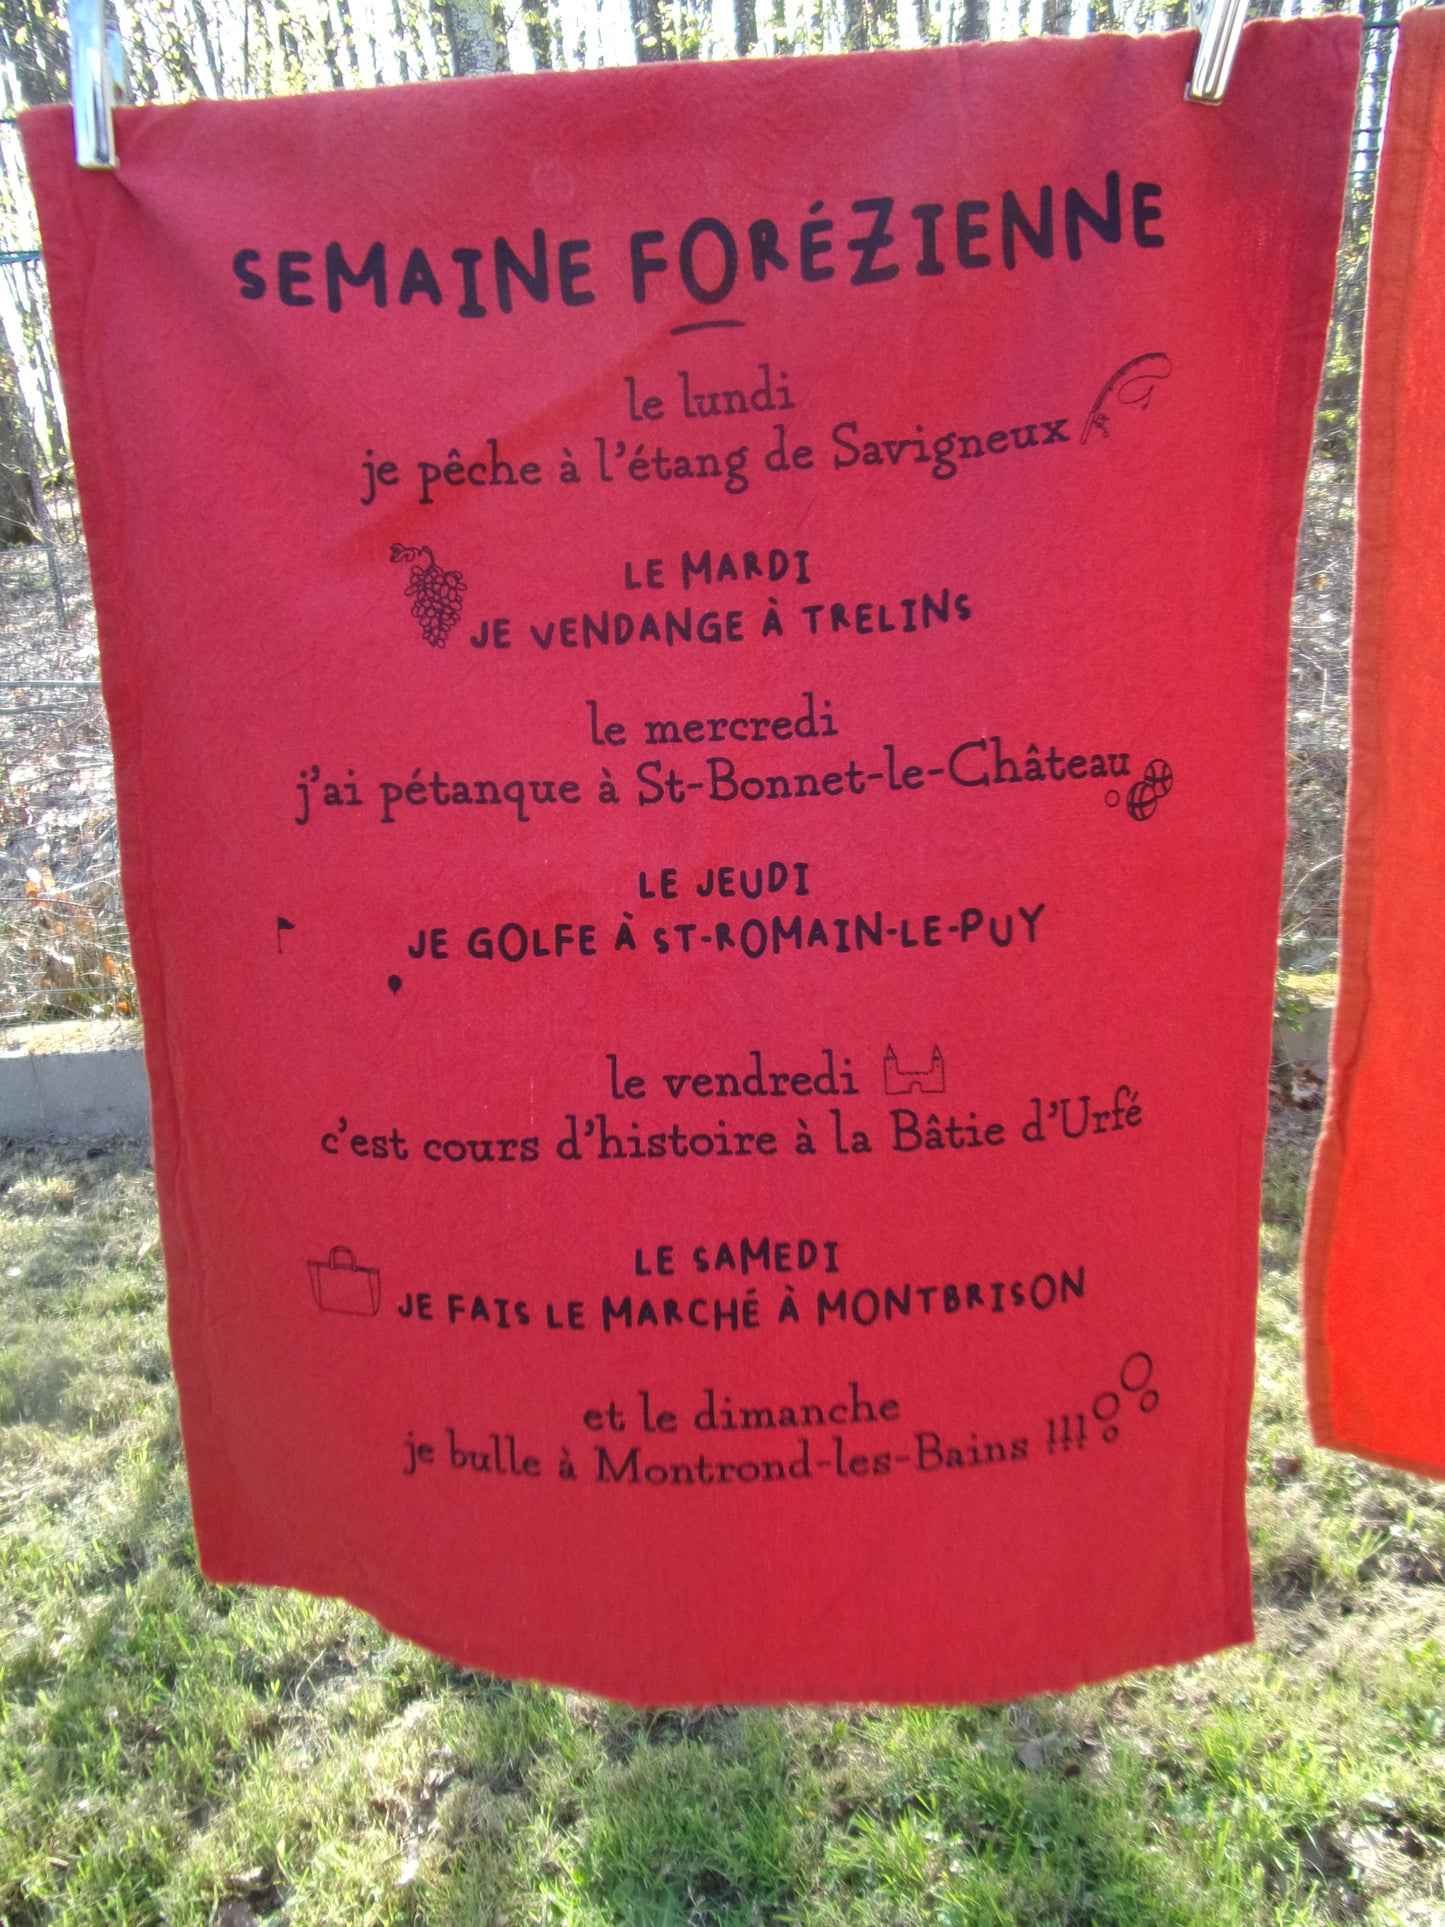 SEMAINE FORÉZIENNE
le lundi
je pêche à l'étang de Savigneux
LE MARDI
JE VENDANGE À TRELINS
le mercredi
j'ai pétanque à St-Bonnet-le-Château
LE JEUDI
JE GOLFE À ST-ROMAIN-LE-PUY
le vendredi
c'est cours d'histoire à la Bâtie d'Urfé
LE SAMEDI
JE FAIS LE MARCHÉ À MONTBRISON
et le dimanche
je bulle à Montrond-les-Bains !!!